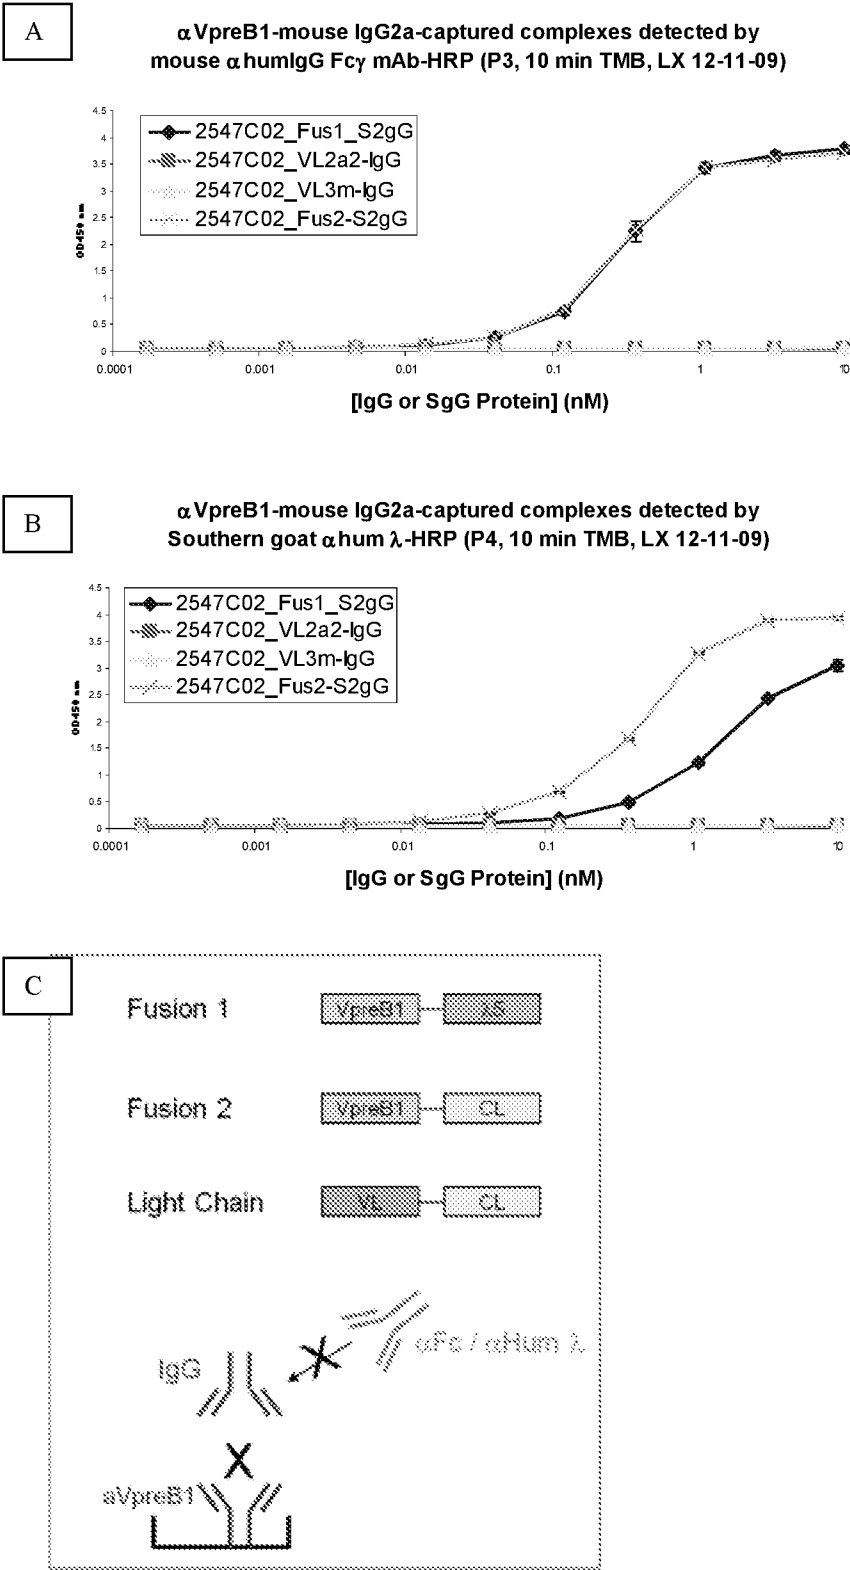 A
αVpreB1-mouse IgG2a-captured complexes detected by
mouse αhumIgG Fcγ mAb-HRP (P3, 10 min TMB, LX 12-11-09)
4.5
4
3.5
3
2.5
2
1.5
1
0.5
0
OD450 nm
2547C02_Fus1_S2gG
2547C02_VL2a2-IgG
2547C02_VL3m-IgG
2547C02_Fus2-S2gG
0.0001 0.001 0.01 0.1 1 10
[IgG or SgG Protein] (nM)
B
αVpreB1-mouse IgG2a-captured complexes detected by
Southern goat αhum λ-HRP (P4, 10 min TMB, LX 12-11-09)
4.5
4
3.5
3
2.5
2
1.5
1
0.5
0
OD450 nm
2547C02_Fus1_S2gG
2547C02_VL2a2-IgG
2547C02_VL3m-IgG
2547C02_Fus2-S2gG
0.0001 0.001 0.01 0.1 1 10
[IgG or SgG Protein] (nM)
C
Fusion 1 VpreB1 λ5
Fusion 2 VpreB1 CL
Light Chain VL CL
αFc / αHum λ
IgG
aVpreB1